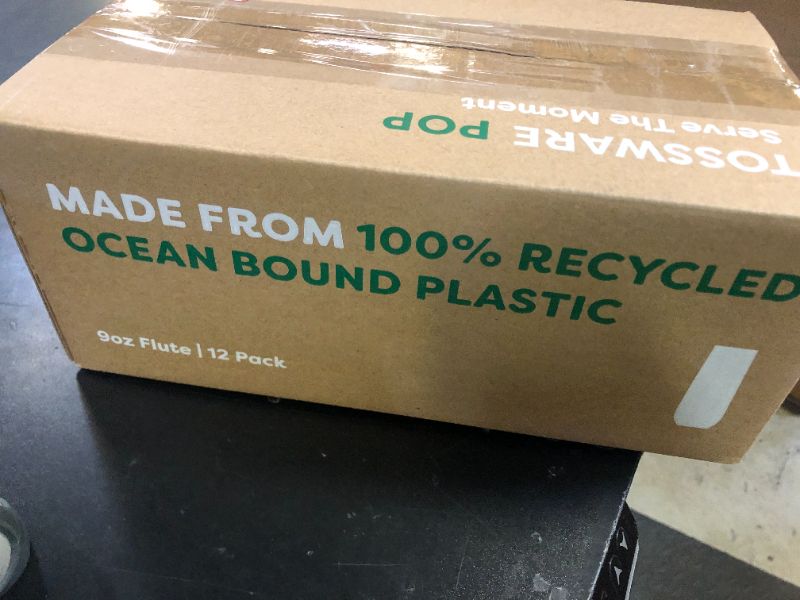 TOSSWARE POP
Serve The Moment
MADE FROM 100% RECYCLED
OCEAN BOUND PLASTIC
9oz Flute | 12 Pack